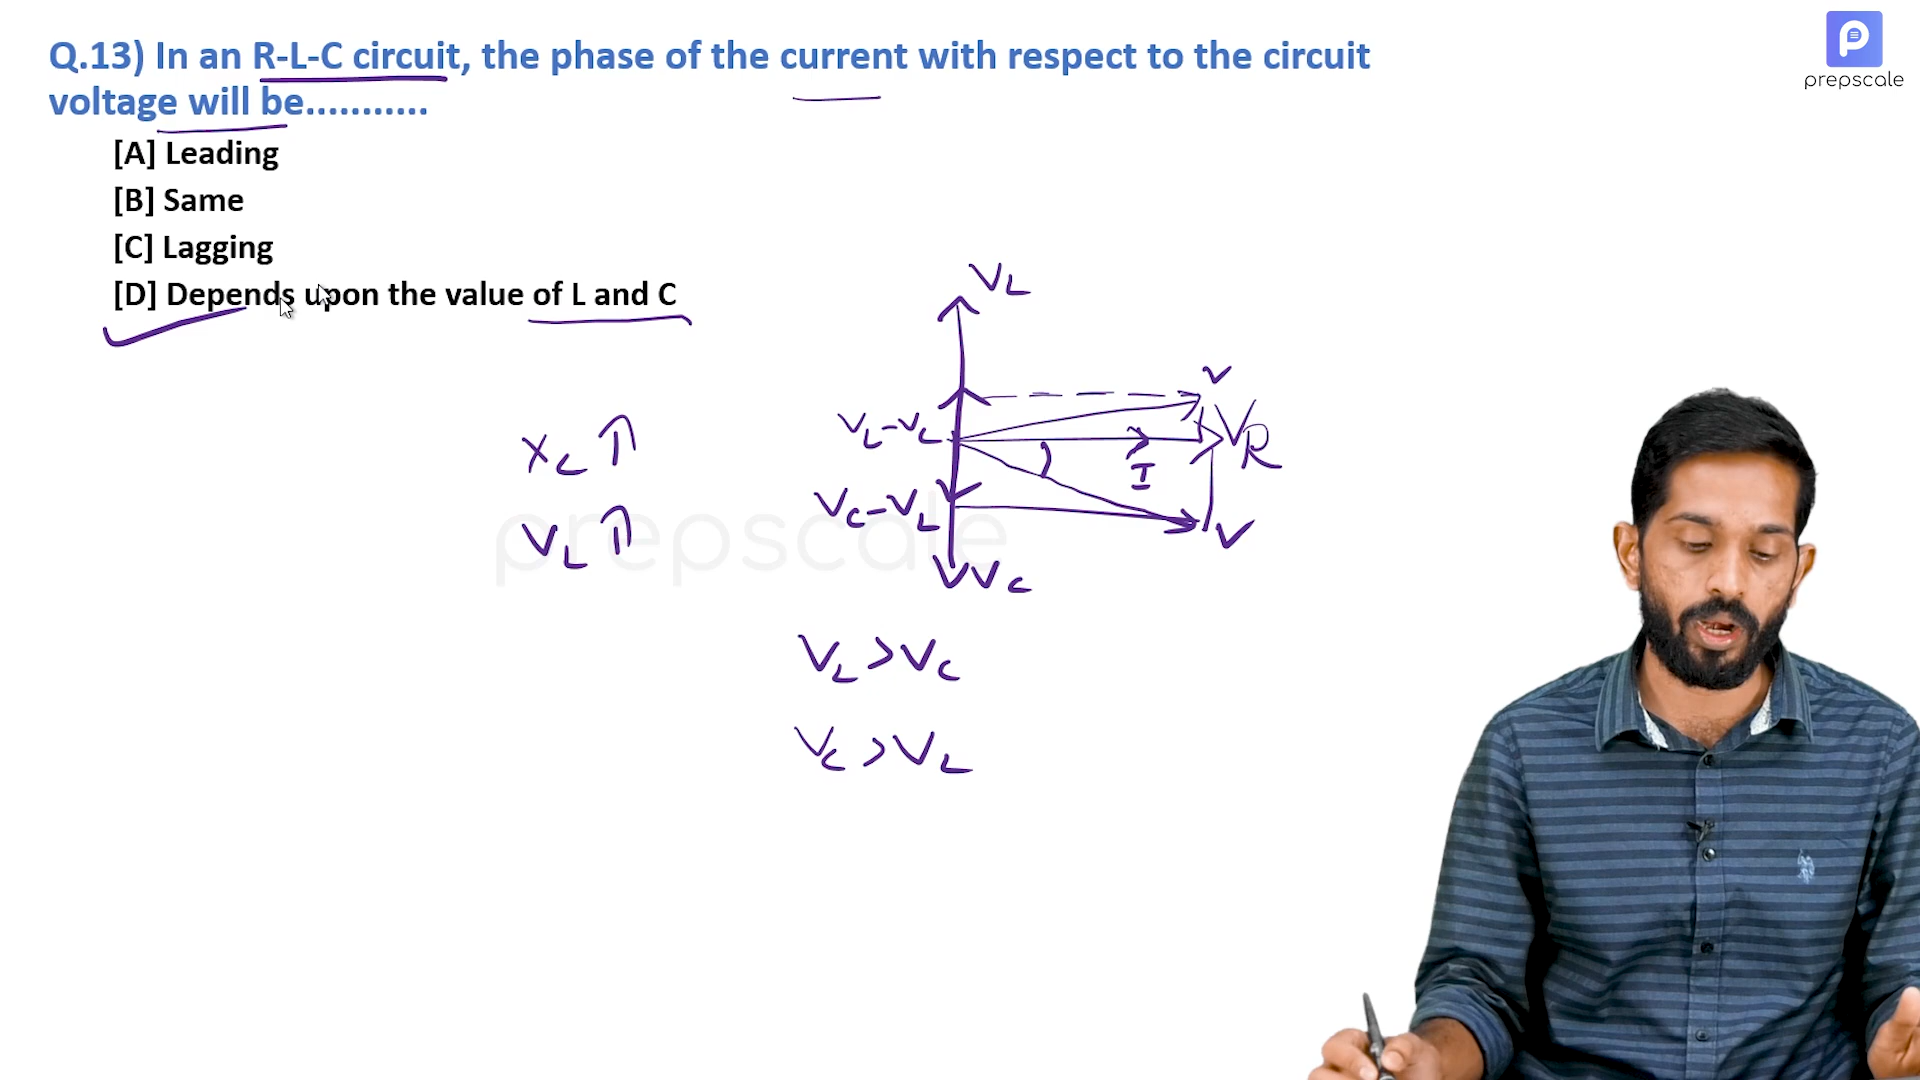 Q.13) In an R-L-C circuit, the phase of the current with respect to the circuit
voltage will be...........
[A] Leading
[B] Same
[C] Lagging
[D] Depends upon the value of L and C
prepscale
VL
V
VL-VC
VR
I
VC-VL
V
VC
XL ↑
VL ↑
VL > VC
VC > VL
prepscale